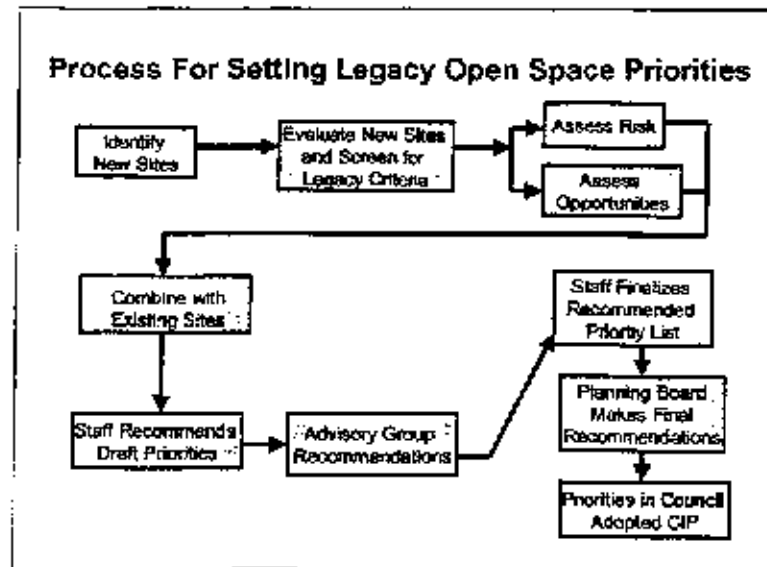 Process For Setting Legacy Open Space Priorities
Identify
New Sites
Evaluate New Sites
and Screen for
Legacy Criteria
Assess Risk
Assess
Opportunities
Combine with
Existing Sites
Staff Finalizes
Recommended
Priority List
Staff Recommends
Draft Priorities
Advisory Group
Recommendations
Planning Board
Makes Final
Recommendations
Priorities in Council
Adopted CIP